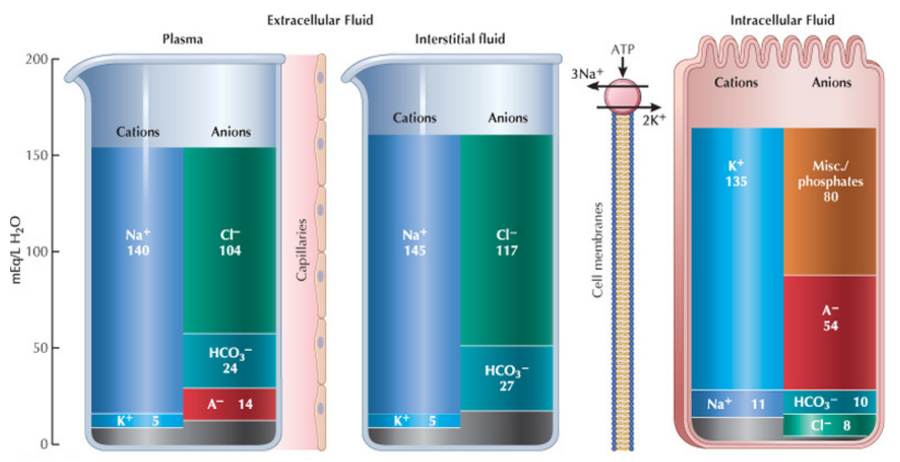 Extracellular Fluid
Intracellular Fluid
Plasma
Interstitial fluid
mEq/L H₂O
200
150
100
50
0
Cations
Anions
Na⁺
140
K⁺ 5
Cl⁻
104
HCO₃⁻
24
A⁻ 14
Capillaries
Cations
Anions
Na⁺
145
K⁺ 5
Cl⁻
117
HCO₃⁻
27
ATP
3Na⁺
2K⁺
Cell membranes
Cations
Anions
K⁺
135
Na⁺ 11
Misc./
phosphates
80
A⁻
54
HCO₃⁻ 10
Cl⁻ 8